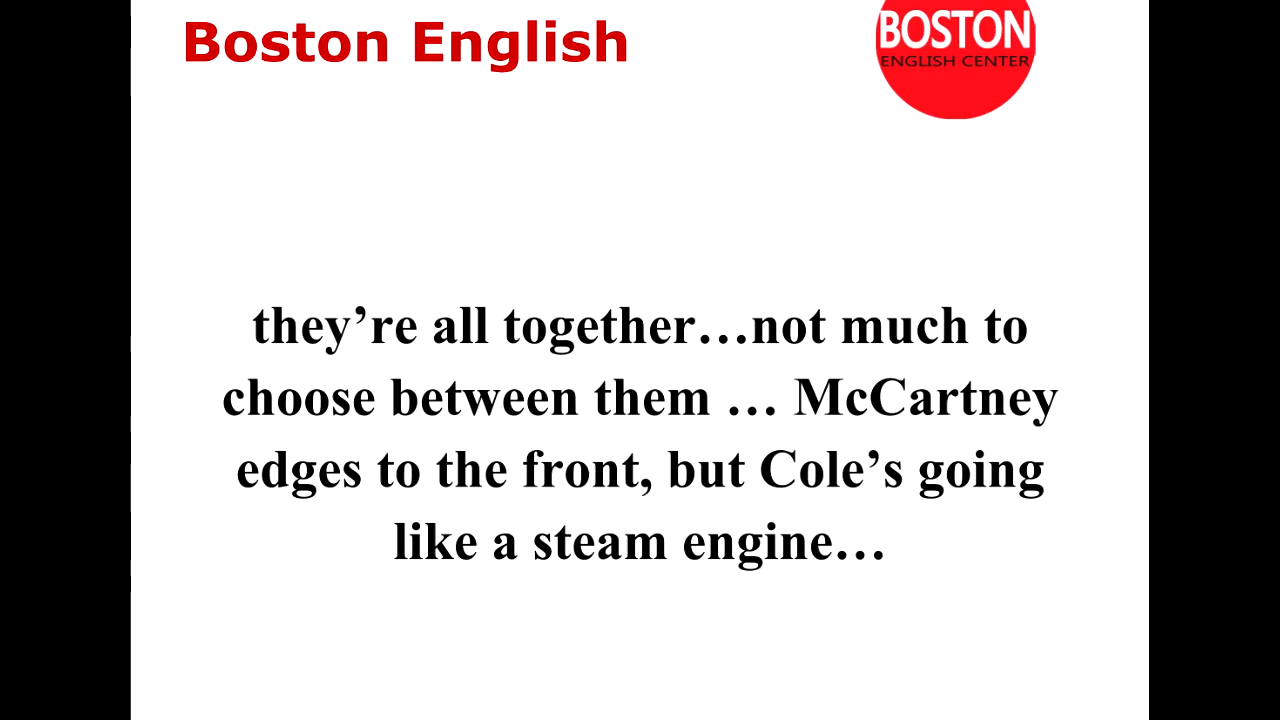 Boston English
BOSTON
ENGLISH CENTER
they’re all together…not much to
choose between them … McCartney
edges to the front, but Cole’s going
like a steam engine…